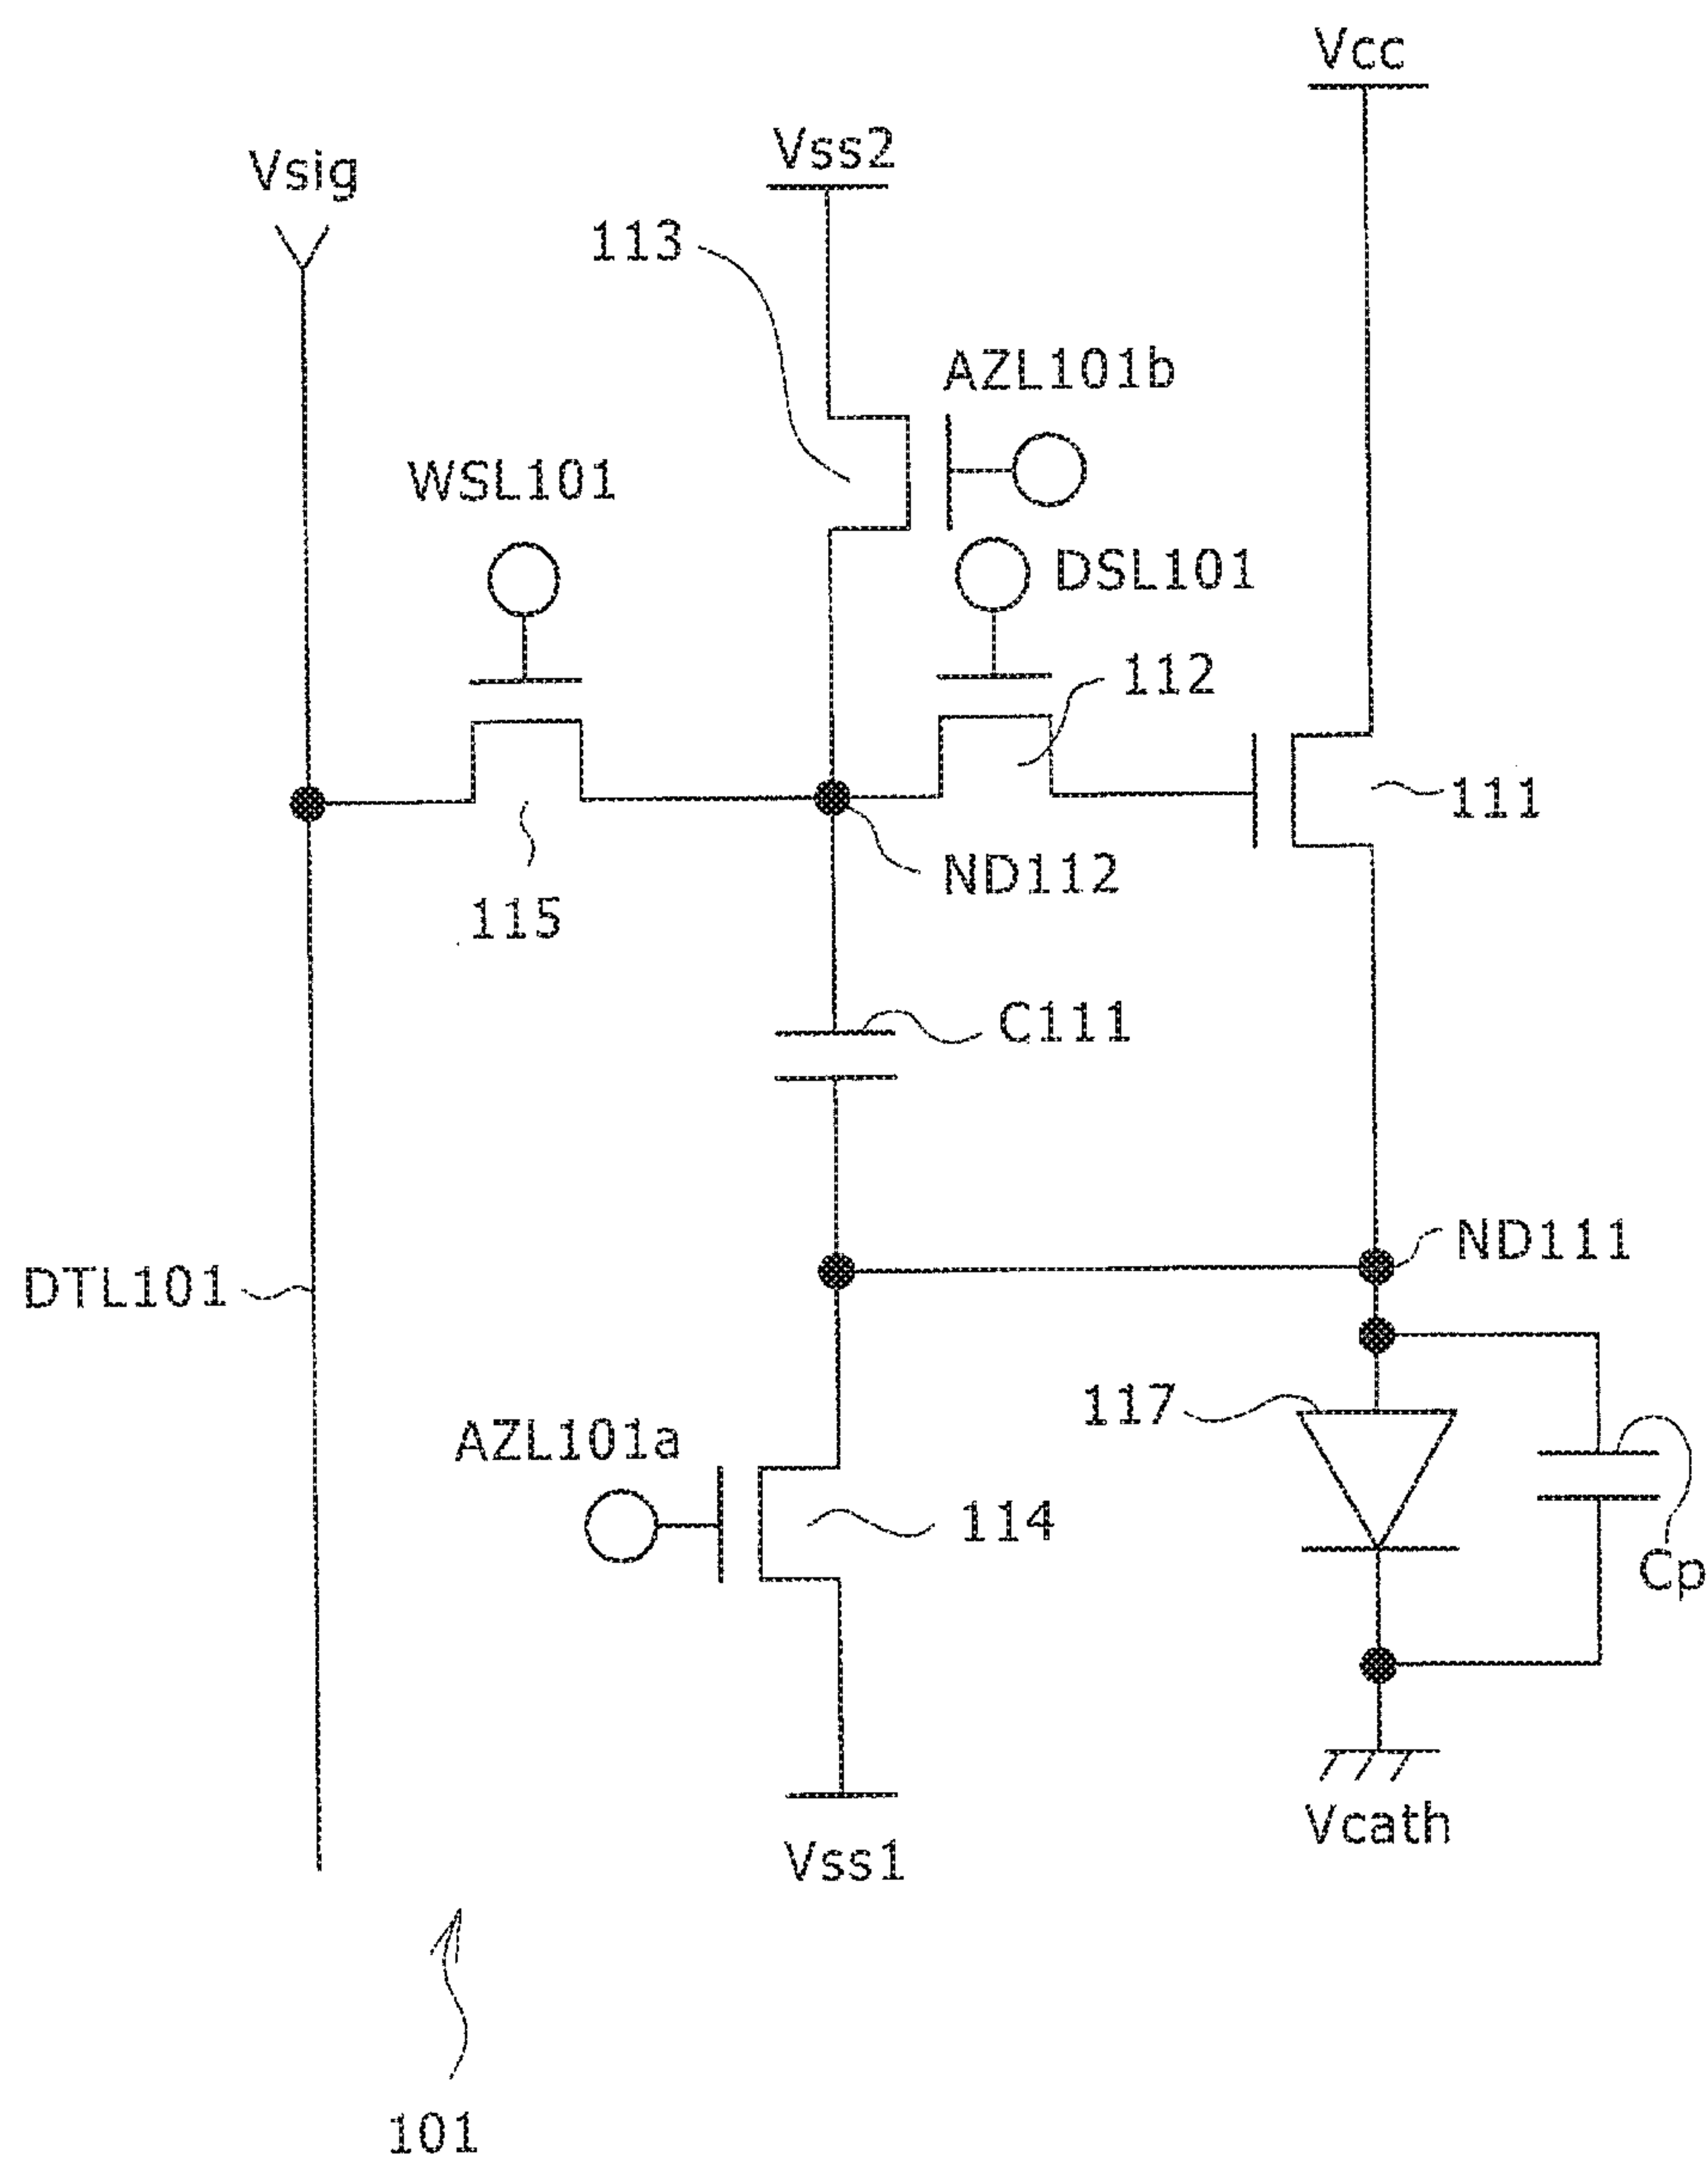 Vcc
Vss2
Vsig
113
AZL101b
WSL101
DSL101
112
111
ND112
115
C111
ND111
DTL101
117
AZL101a
114
Cp
Vcath
Vss1
101